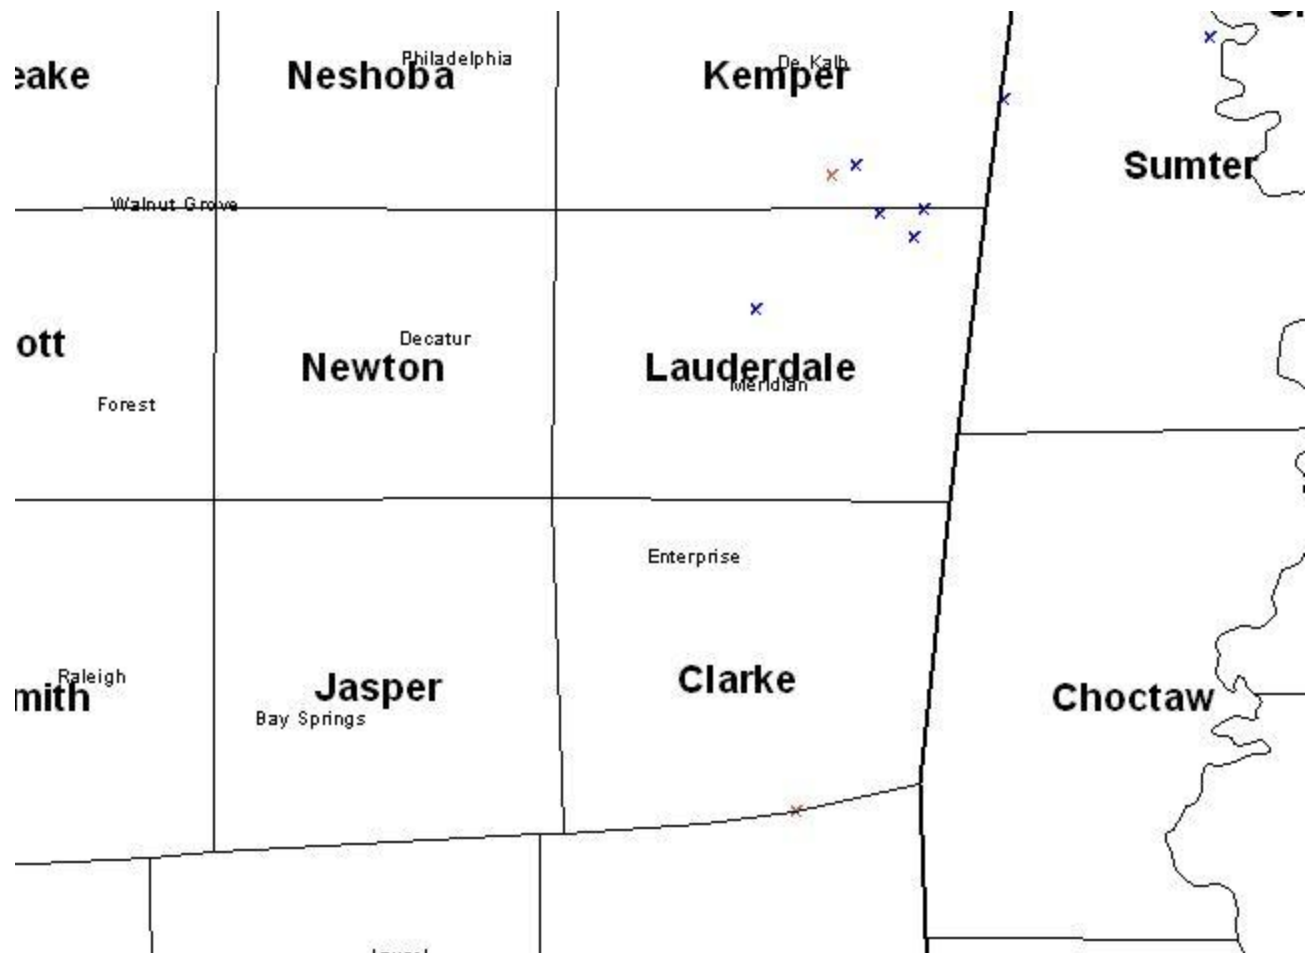 eake
Neshoba
Philadelphia
Kemper
De Kalb
Sumter
Walnut Grove
ott
Forest
Newton
Decatur
Lauderdale
Meridian
Enterprise
mith
Raleigh
Jasper
Bay Springs
Clarke
Choctaw